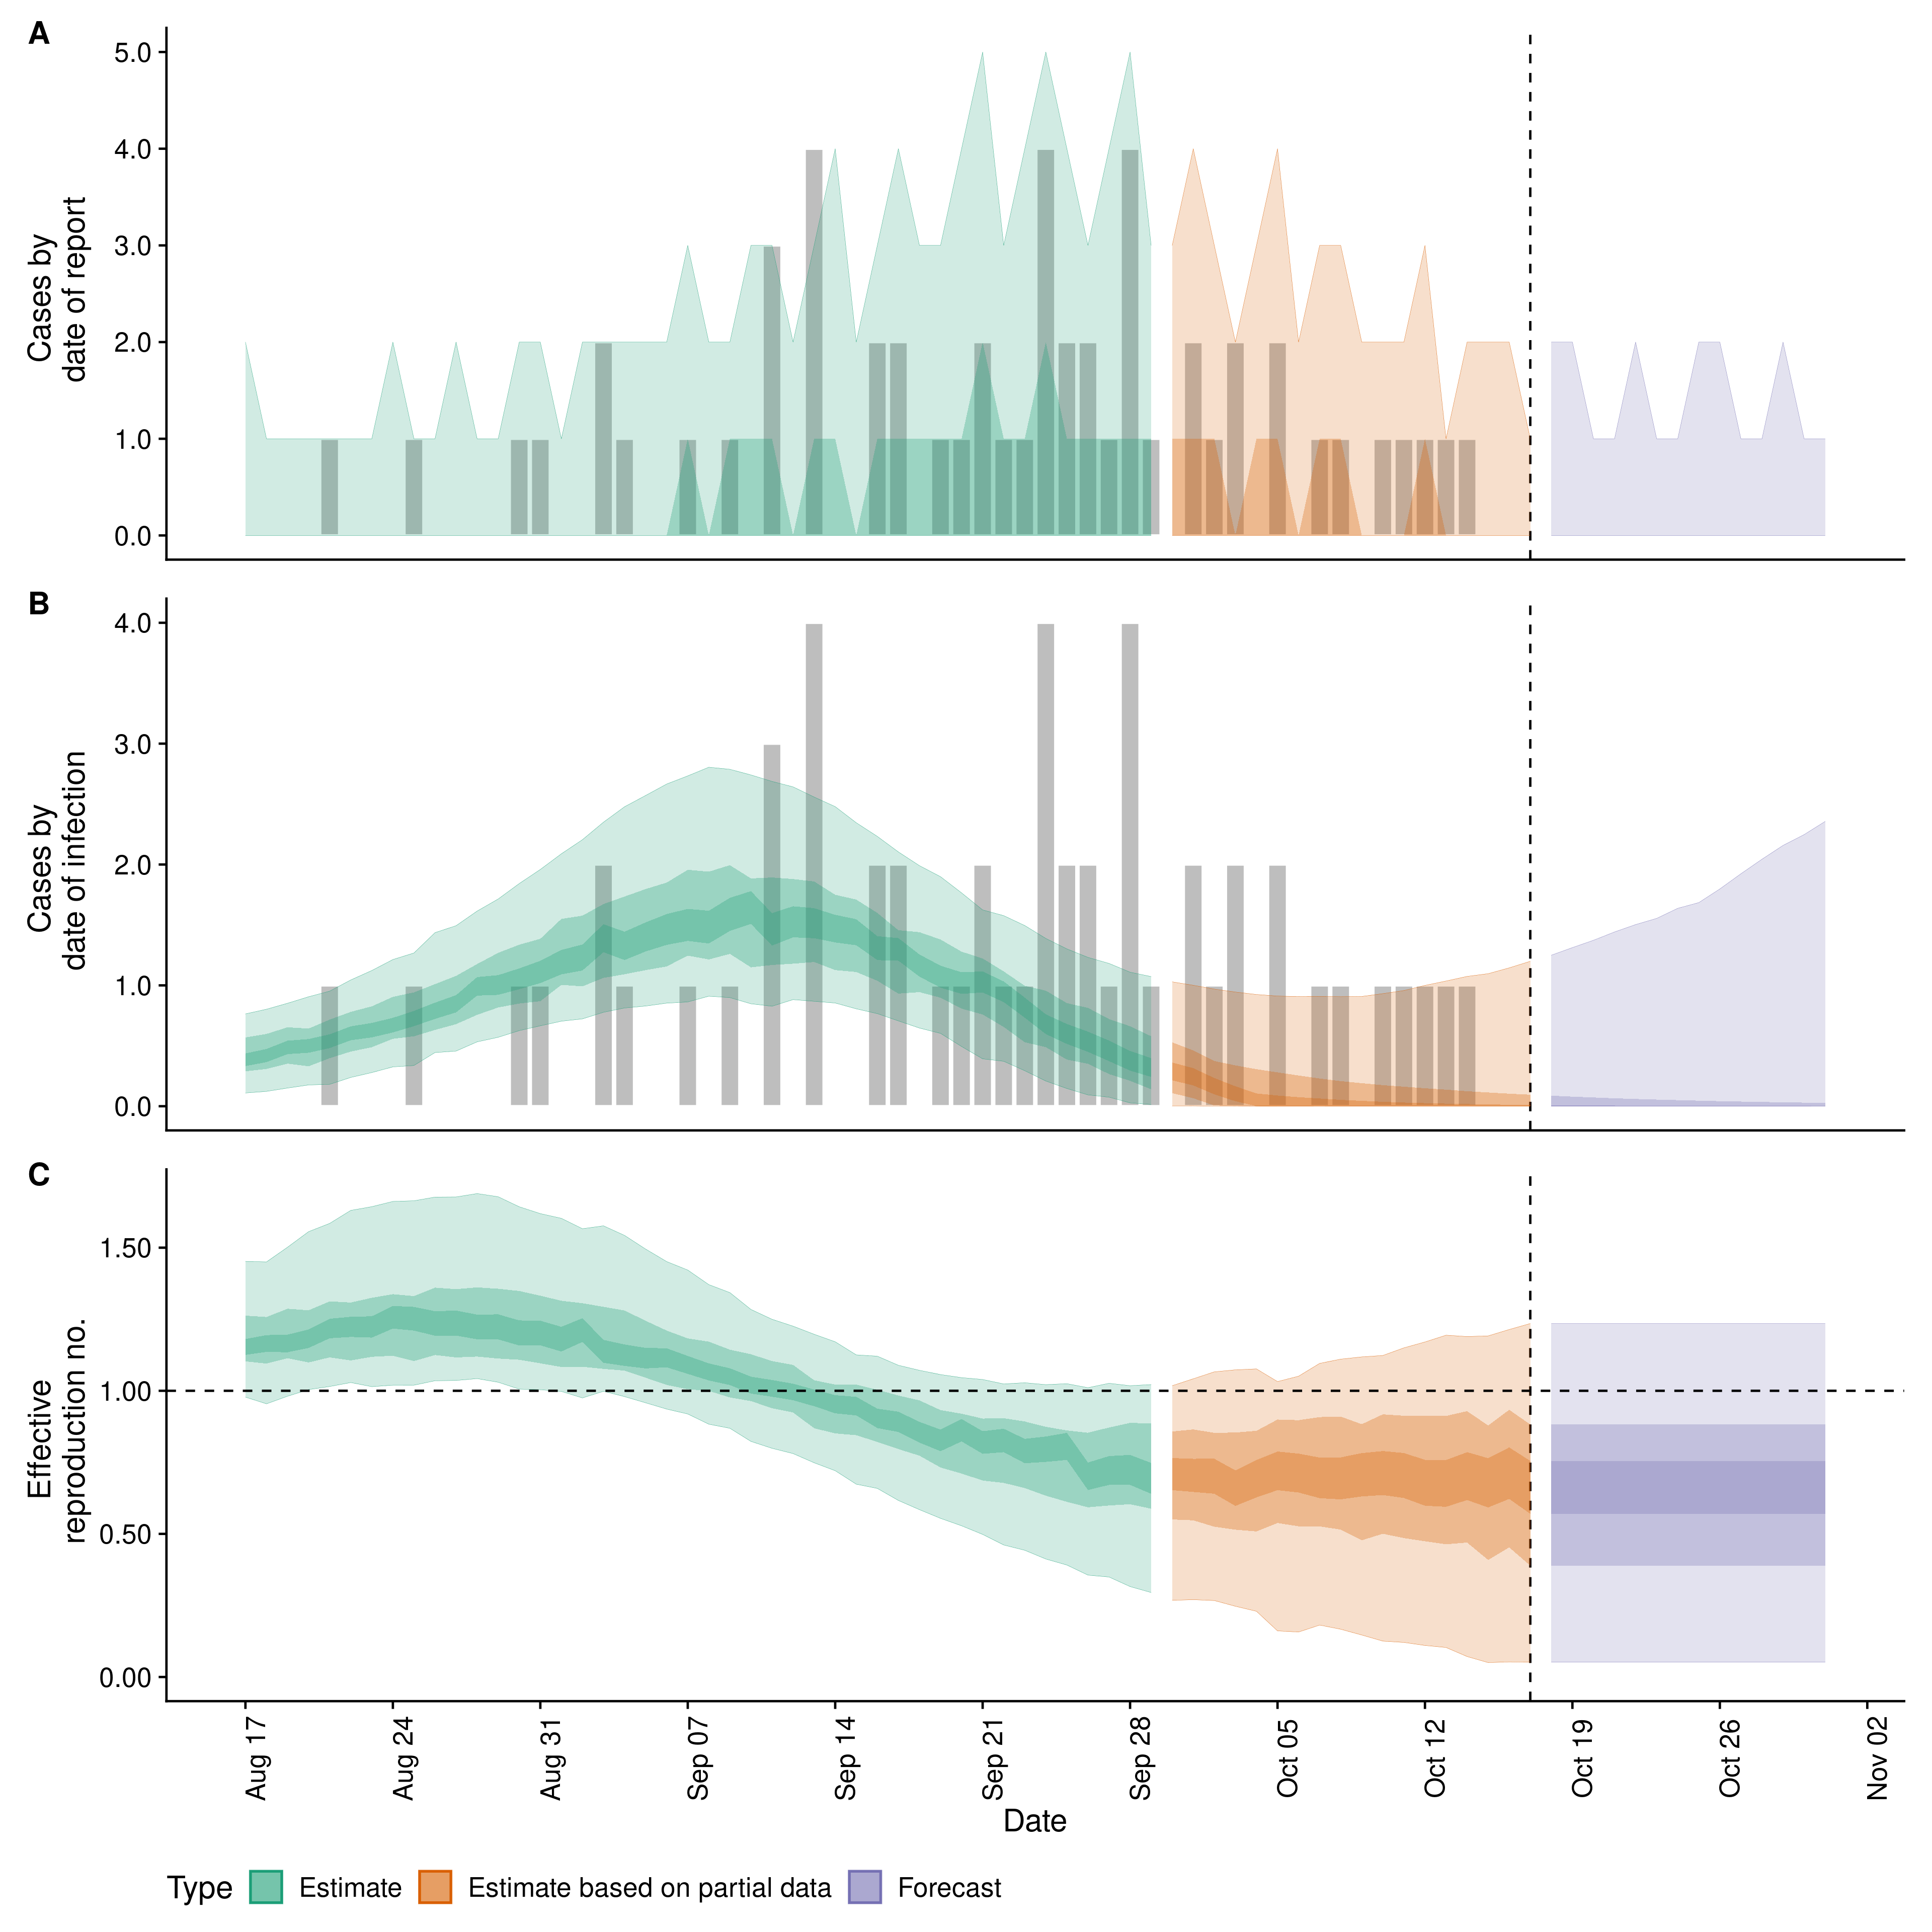 A
Cases by
date of report
5.0
4.0
3.0
2.0
1.0
0.0
B
Cases by
date of infection
4.0
3.0
2.0
1.0
0.0
C
Effective
reproduction no.
1.50
1.00
0.50
0.00
Aug 17
Aug 24
Aug 31
Sep 07
Sep 14
Sep 21
Sep 28
Oct 05
Oct 12
Oct 19
Oct 26
Nov 02
Date
Type Estimate Estimate based on partial data Forecast